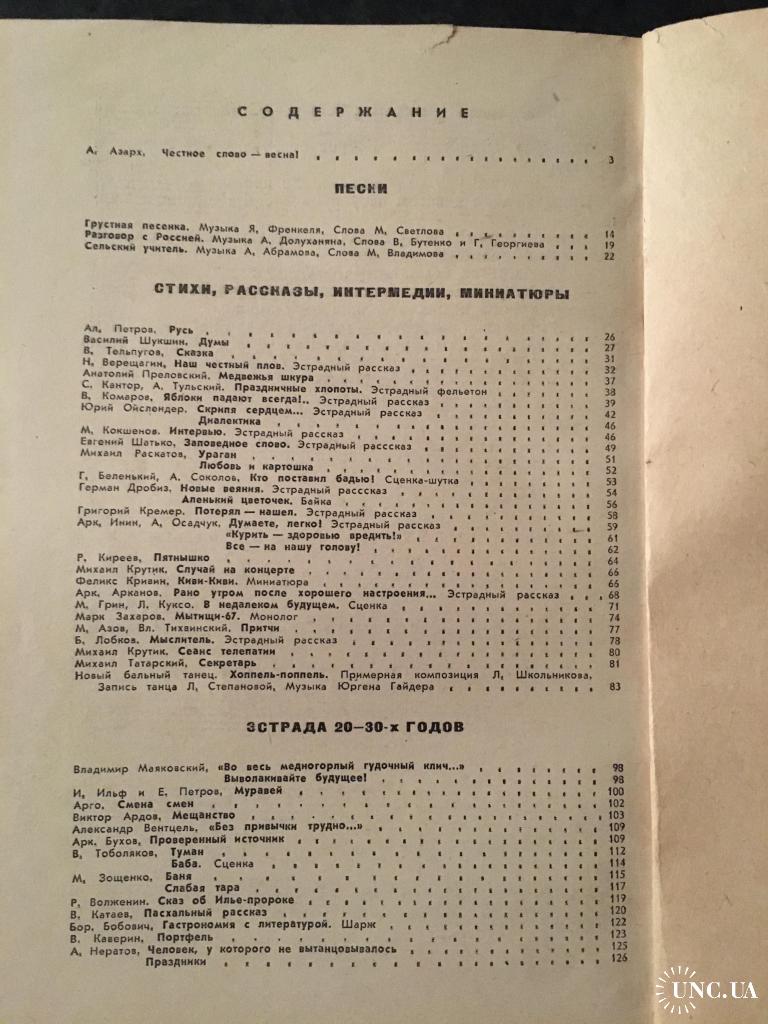 СОДЕРЖАНИЕ
А. Азарх, Честное слово — весна! 3
ПЕСНИ
Грустная песенка. Музыка Я. Френкеля, Слова М. Светлова 14
Разговор с Россией. Музыка А. Долуханяна, Слова В. Бутенко и Г. Георгиева 19
Сельский учитель. Музыка А. Абрамова, Слова М. Владимова 22
СТИХИ, РАССКАЗЫ, ИНТЕРМЕДИИ, МИНИАТЮРЫ
Ал. Петров, Русь 26
Василий Шукшин, Думы 27
В. Тельпугов, Сказка 31
Н. Верещагин, Наш честный плов. Эстрадный рассказ 32
Анатолий Преловский. Медвежья шкура 37
С. Кантор, А. Тульский. Праздничные хлопоты. Эстрадный фельетон 38
В. Комаров, Яблоки падают всегда!.. Эстрадный рассказ 39
Юрий Ойслендер. Скрипя сердцем... Эстрадный рассказ 42
Диалектика 46
М. Кокшенов. Интервью. Эстрадный рассказ 46
Евгений Шатько, Заповедное слово. Эстрадный расссказ 49
Михаил Раскатов, Ураган 51
Любовь и картошка 52
Г. Беленький, А. Соколов, Кто поставил бадью! Сценка-шутка 53
Герман Дробиз, Новые веяния. Эстрадный расссказ 54
Аленький цветочек. Байка 56
Григорий Кремер. Потерял — нашел. Эстрадный рассказ 58
Арк. Инин, А. Осадчук, Думаете, легко! Эстрадный рассказ 59
«Курить — здоровью вредить!» 61
Все — на нашу голову! 62
Р. Киреев, Пятнышко 64
Михаил Крутик. Случай на концерте 66
Феликс Кривин, Киви-Киви. Миниатюра 66
Арк. Арканов. Рано утром после хорошего настроения... Эстрадный рассказ 68
М. Грин, Л. Куксо. В недалеком будущем. Сценка 71
Марк Захаров. Мытищи-67. Монолог 74
М. Азов, Вл. Тихвинский. Притчи 77
Б. Лобков. Мыслитель. Эстрадный рассказ 78
Михаил Крутик. Сеанс телепатии 80
Михаил Татарский, Секретарь 81
Новый бальный танец. Хоппель-поппель. Примерная композиция Л. Школьникова,
Запись танца Л. Степановой, Музыка Юргена Гайдера 83
ЭСТРАДА 20—30-х ГОДОВ
Владимир Маяковский, «Во весь медногорлый гудочный клич...» 98
Выволакивайте будущее! 98
И. Ильф и Е. Петров, Муравей 100
Арго. Смена смен 102
Виктор Ардов, Мещанство 103
Александр Вентцель, «Без привычки трудно...» 109
Арк. Бухов, Проверенный источник 109
В. Тоболяков, Туман 112
Баба. Сценка 114
М. Зощенко, Баня 115
Слабая тара 117
Р. Волженин. Сказ об Илье-пророке 119
В. Катаев, Пасхальный рассказ 120
Бор. Бобович, Гастрономия с литературой. Шарж 122
В. Каверин, Портфель 123
А. Нератов, Человек, у которого не вытанцовывалось 125
Праздники 126
UNC.UA